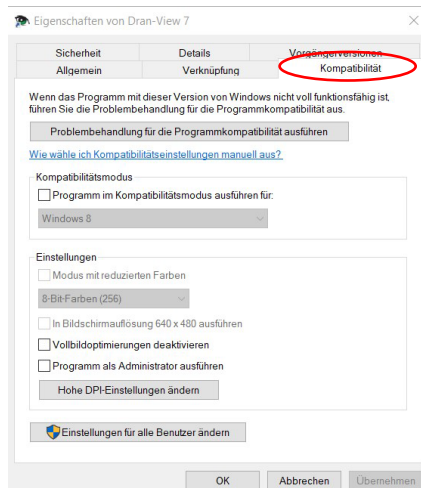 Eigenschaften von Dran-View 7
Sicherheit Details Vorgängerversionen
Allgemein Verknüpfung Kompatibilität
Wenn das Programm mit dieser Version von Windows nicht voll funktionsfähig ist,
führen Sie die Problembehandlung für die Programmkompatibilität aus.
Problembehandlung für die Programmkompatibilität ausführen
Wie wähle ich Kompatibilitätseinstellungen manuell aus?
Kompatibilitätsmodus
Programm im Kompatibilitätsmodus ausführen für:
Windows 8
Einstellungen
Modus mit reduzierten Farben
8-Bit-Farben (256)
In Bildschirmauflösung 640 x 480 ausführen
Vollbildoptimierungen deaktivieren
Programm als Administrator ausführen
Hohe DPI-Einstellungen ändern
Einstellungen für alle Benutzer ändern
OK Abbrechen Übernehmen